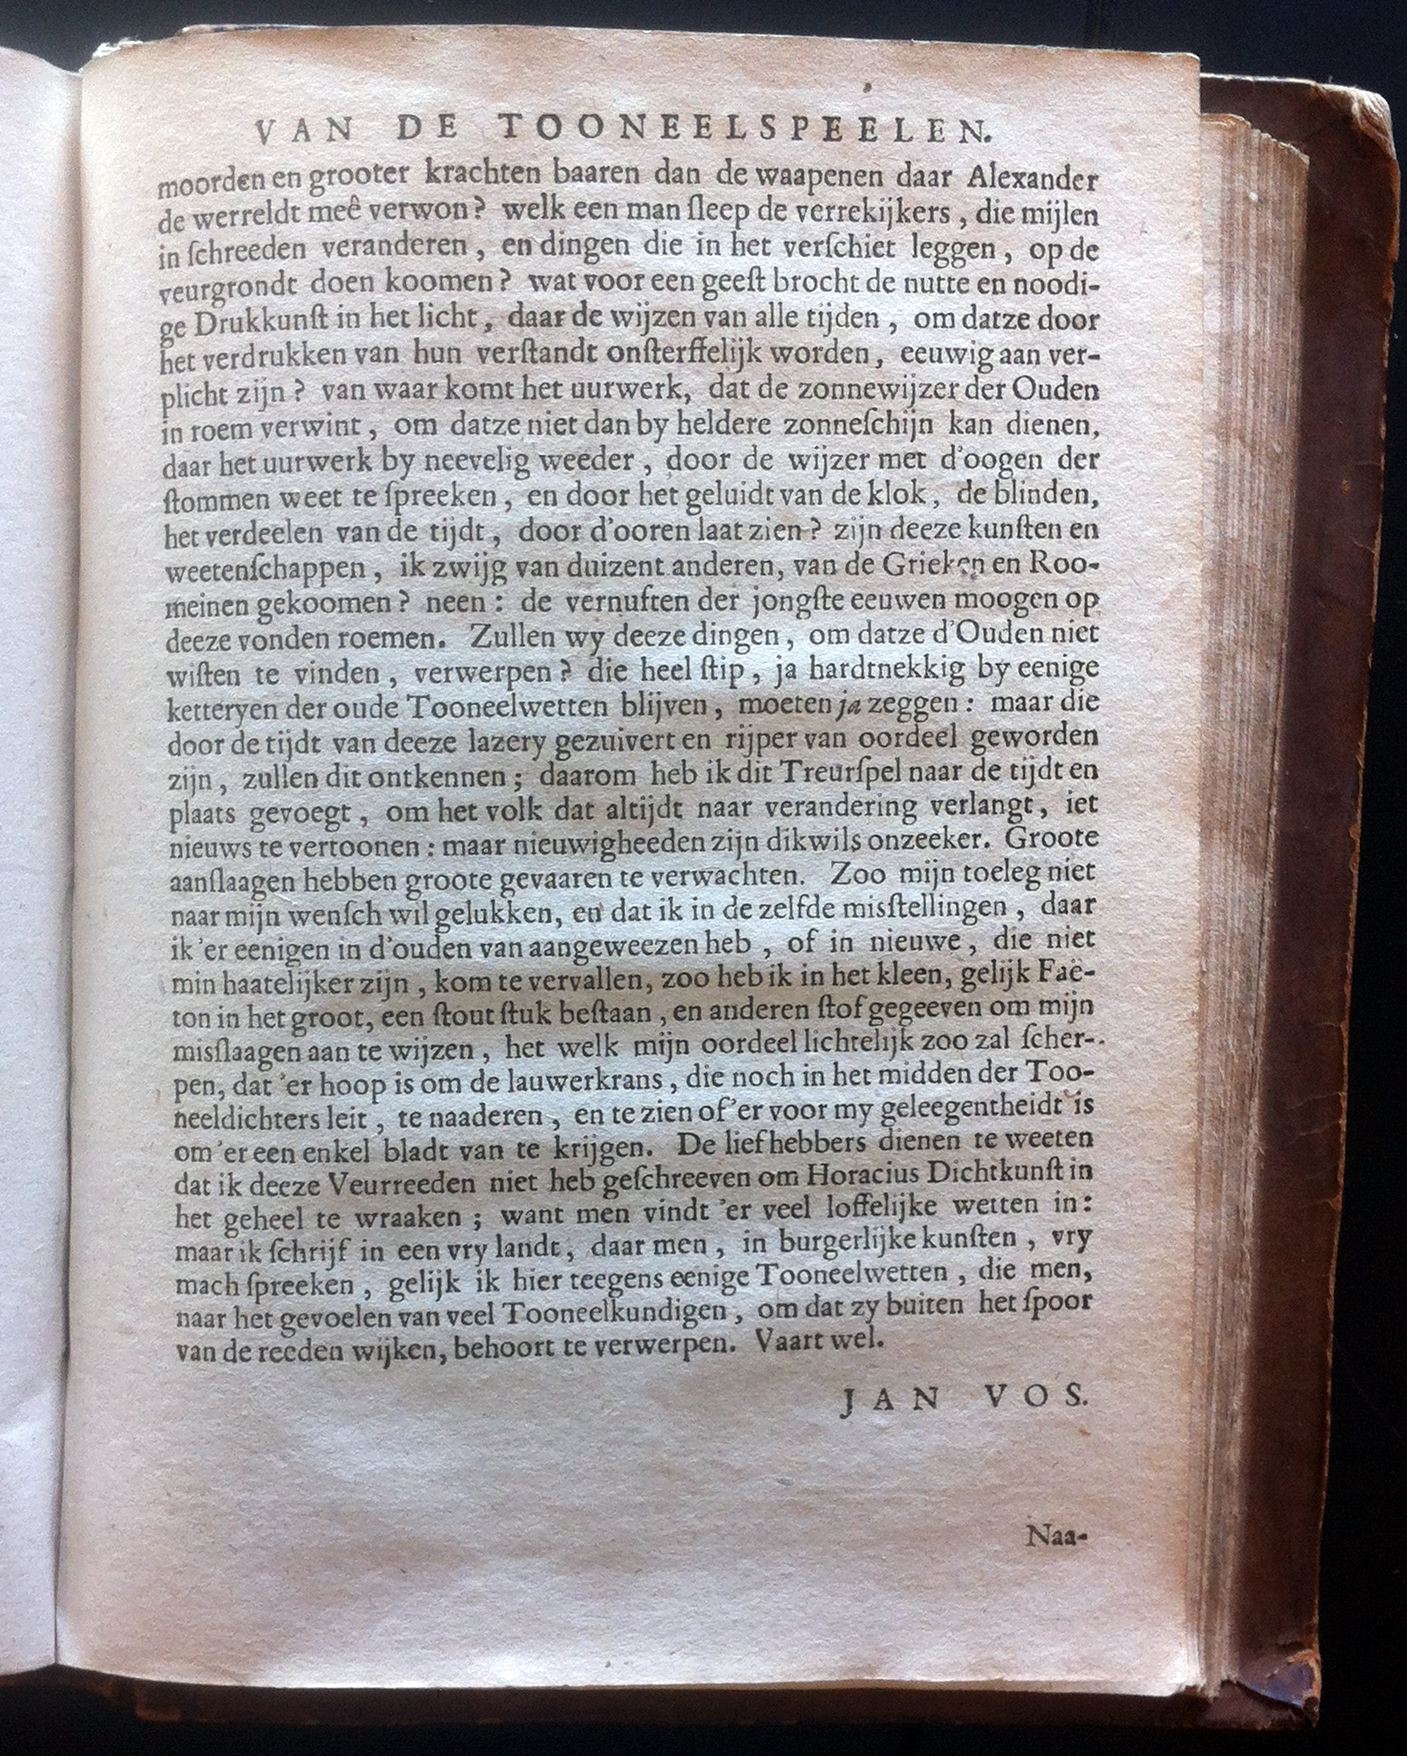 VAN DE TOONEELSPEELEN.
moorden en grooter krachten baaren dan de waapenen daar Alexander
de werreldt meê verwon? welk een man ſleep de verrekijkers, die mijlen
in ſchreeden veranderen, en dingen die in het verſchiet leggen, op de
veurgrondt doen koomen? wat voor een geeſt brocht de nutte en noodi-
ge Drukkunſt in het licht, daar de wijzen van alle tijden, om datze door
het verdrukken van hun verſtandt onſterffelijk worden, eeuwig aan ver-
plicht zijn? van waar komt het uurwerk, dat de zonnewijzer der Ouden
in roem verwint, om datze niet dan by heldere zonneſchijn kan dienen,
daar het uurwerk by neevelig weeder, door de wijzer met d'oogen der
ſtommen weet te ſpreeken, en door het geluidt van de klok, de blinden,
het verdeelen van de tijdt, door d'ooren laat zien? zijn deeze kunſten en
weetenſchappen, ik zwijg van duizent anderen, van de Grieken en Roo-
meinen gekoomen? neen: de vernuften der jongſte eeuwen moogen op
deeze vonden roemen. Zullen wy deeze dingen, om datze d'Ouden niet
wiſten te vinden, verwerpen? die heel ſtip, ja hardtnekkig by eenige
ketteryen der oude Tooneelwetten blijven, moeten ja zeggen: maar die
door de tijdt van deeze lazery gezuivert en rijper van oordeel geworden
zijn, zullen dit ontkennen; daarom heb ik dit Treurſpel naar de tijdt en
plaats gevoegt, om het volk dat altijdt naar verandering verlangt, iet
nieuws te vertoonen: maar nieuwigheeden zijn dikwils onzeeker. Groote
aanſlaagen hebben groote gevaaren te verwachten. Zoo mijn toeleg niet
naar mijn wenſch wil gelukken, en dat ik in de zelfde misſtellingen, daar
ik 'er eenigen in d'ouden van aangeweezen heb, of in nieuwe, die niet
min haatelijker zijn, kom te vervallen, zoo heb ik in het kleen, gelijk Faë-
ton in het groot, een ſtout ſtuk beſtaan, en anderen ſtof gegeeven om mijn
misſlaagen aan te wijzen, het welk mijn oordeel lichtelijk zoo zal ſcher-
pen, dat 'er hoop is om de lauwerkrans, die noch in het midden der Too-
neeldichters leit, te naaderen, en te zien of 'er voor my geleegentheidt is
om 'er een enkel bladt van te krijgen. De liefhebbers dienen te weeten
dat ik deeze Veurreeden niet heb geſchreeven om Horacius Dichtkunſt in
het geheel te wraaken; want men vindt 'er veel loffelijke wetten in:
maar ik ſchrijf in een vry landt, daar men, in burgerlijke kunſten, vry
mach ſpreeken, gelijk ik hier teegens eenige Tooneelwetten, die men,
naar het gevoelen van veel Tooneelkundigen, om dat zy buiten het ſpoor
van de reeden wijken, behoort te verwerpen. Vaart wel.
JAN VOS.
Naa-